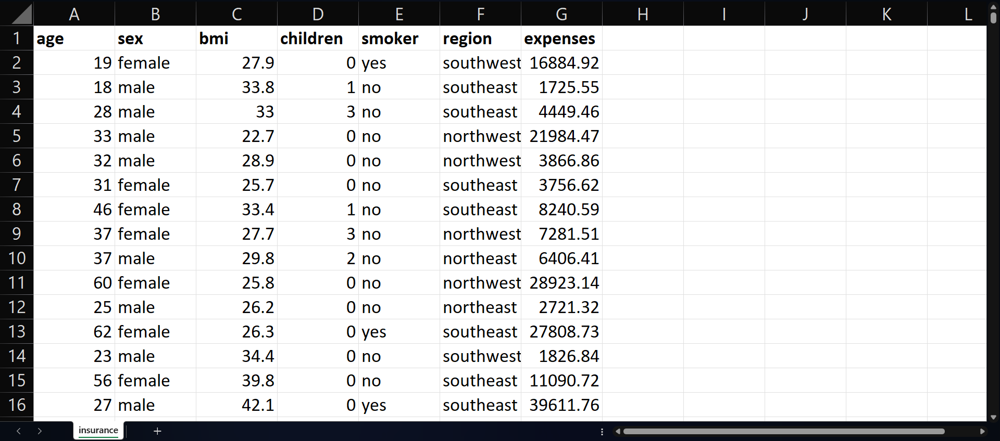 A B C D E F G H I J K L
1 age sex bmi children smoker region expenses
2 19 female 27.9 0 yes southwest 16884.92
3 18 male 33.8 1 no southeast 1725.55
4 28 male 33 3 no southeast 4449.46
5 33 male 22.7 0 no northwest 21984.47
6 32 male 28.9 0 no northwest 3866.86
7 31 female 25.7 0 no southeast 3756.62
8 46 female 33.4 1 no southeast 8240.59
9 37 female 27.7 3 no northwest 7281.51
10 37 male 29.8 2 no northeast 6406.41
11 60 female 25.8 0 no northwest 28923.14
12 25 male 26.2 0 no northeast 2721.32
13 62 female 26.3 0 yes southeast 27808.73
14 23 male 34.4 0 no southwest 1826.84
15 56 female 39.8 0 no southeast 11090.72
16 27 male 42.1 0 yes southeast 39611.76
insurance